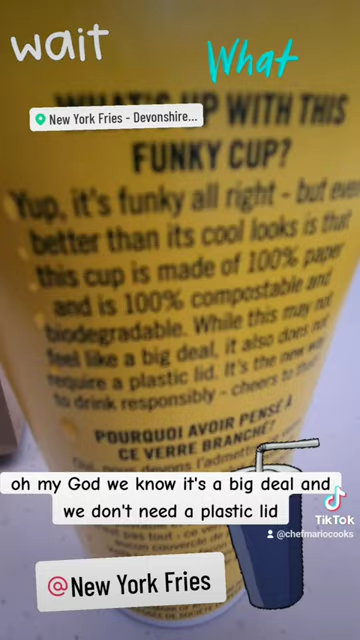 wait
What
WHAT'S UP WITH THIS
New York Fries - Devonshire...
FUNKY CUP?
Yup, it's funky all right - but even
better than its cool looks is that
this cup is made of 100% paper
and is 100% compostable and
biodegradable. While this may not
feel like a big deal, it also does not
require a plastic lid. It's the new way
to drink responsibly - cheers to that
POURQUOI AVOIR PENSÉ À
CE VERRE BRANCHÉ?
oh my God we know it's a big deal and
we don't need a plastic lid
TikTok
@chefmariocooks
@New York Fries